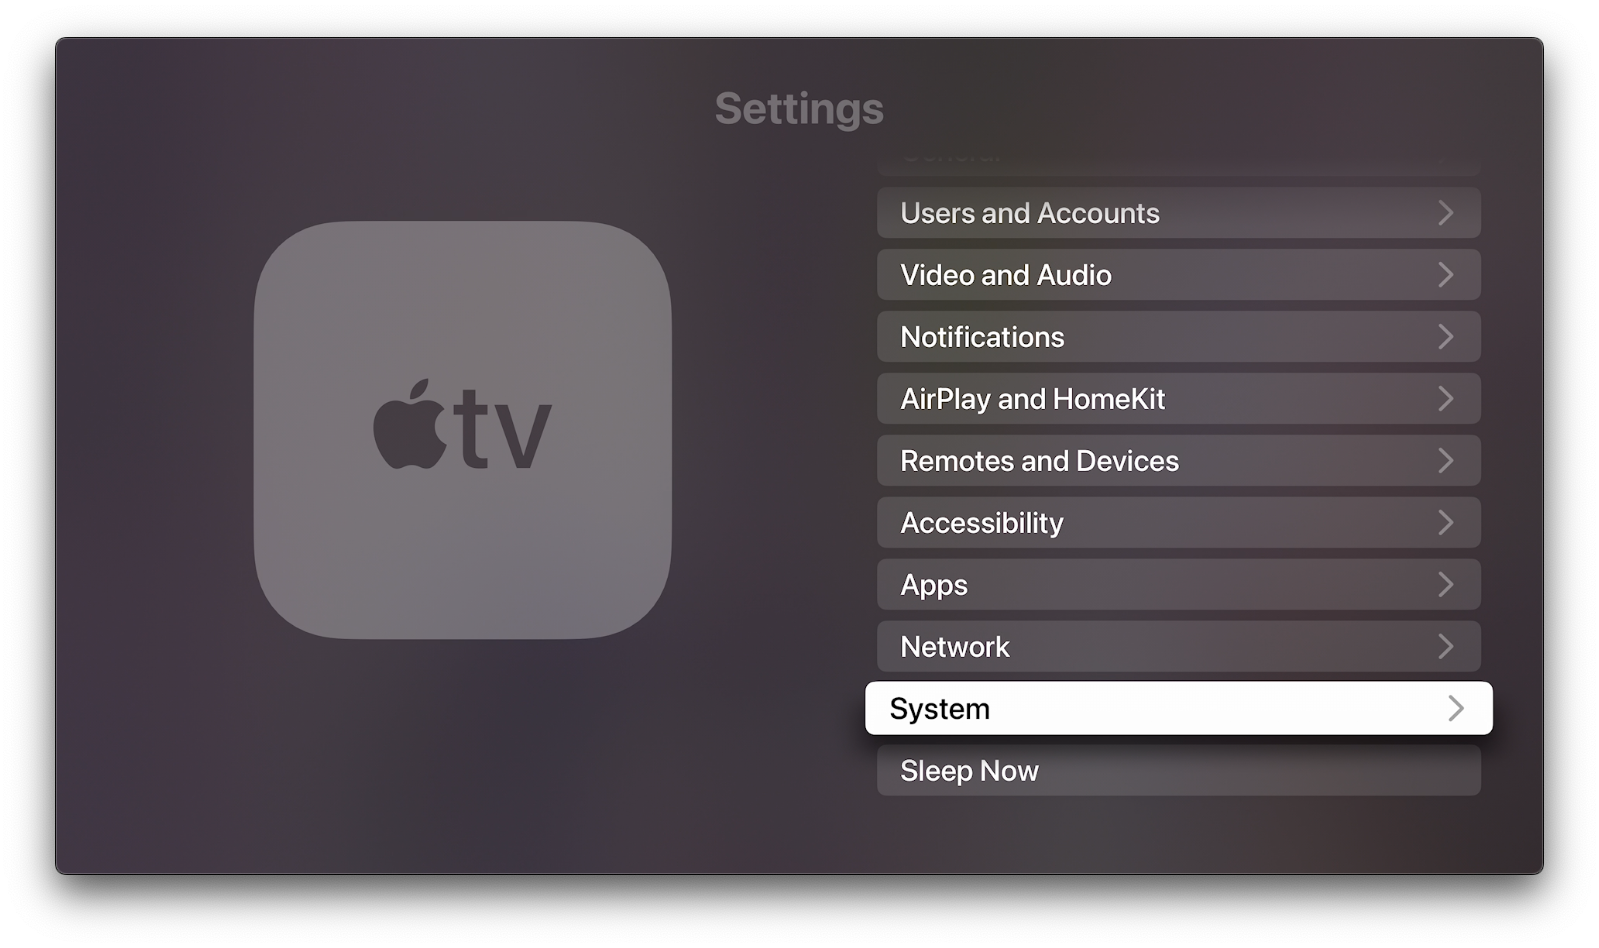 Settings
General
Users and Accounts
Video and Audio
Notifications
AirPlay and HomeKit
Remotes and Devices
Accessibility
Apps
Network
System
Sleep Now
tv